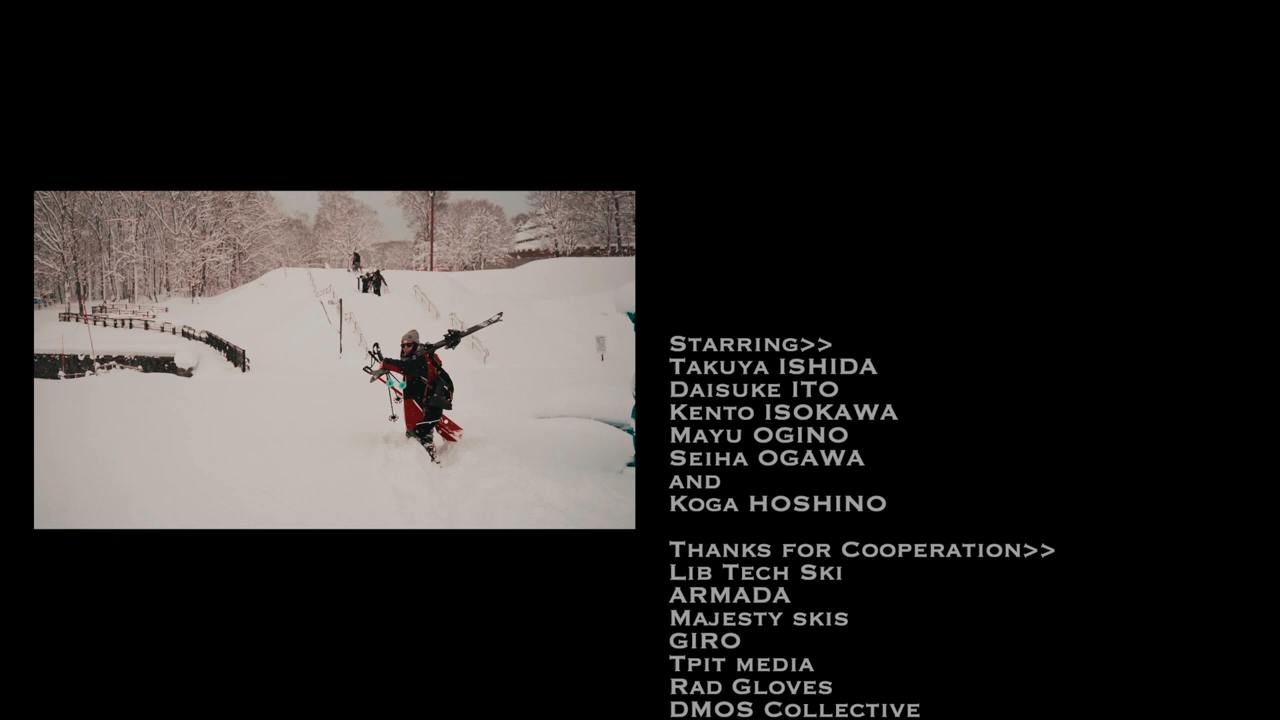 Starring>>
Takuya ISHIDA
Daisuke ITO
Kento ISOKAWA
Mayu OGINO
Seiha OGAWA
and
Koga HOSHINO
Thanks for Cooperation>>
Lib Tech Ski
ARMADA
Majesty skis
GIRO
Tpit media
Rad Gloves
DMOS Collective